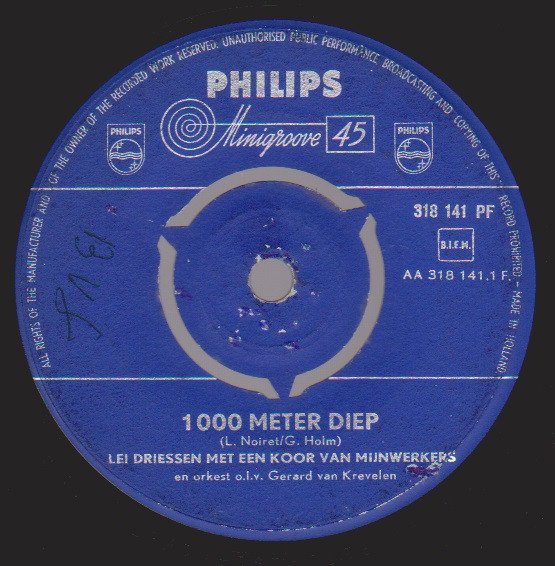 ALL RIGHTS OF THE MANUFACTURER AND OF THE OWNER OF THE RECORDED WORK RESERVED. UNAUTHORISED PUBLIC PERFORMANCE, BROADCASTING AND COPYING OF THIS RECORD PROHIBITED - MADE IN HOLLAND
PHILIPS
Minigroove 45
PHILIPS
PHILIPS
318 141 PF
B.I.E.M.
AA 318 141.1 F
1000 METER DIEP
(L. Noiret/G. Holm)
LEI DRIESSEN MET EEN KOOR VAN MIJNWERKERS
en orkest o.l.v. Gerard van Krevelen